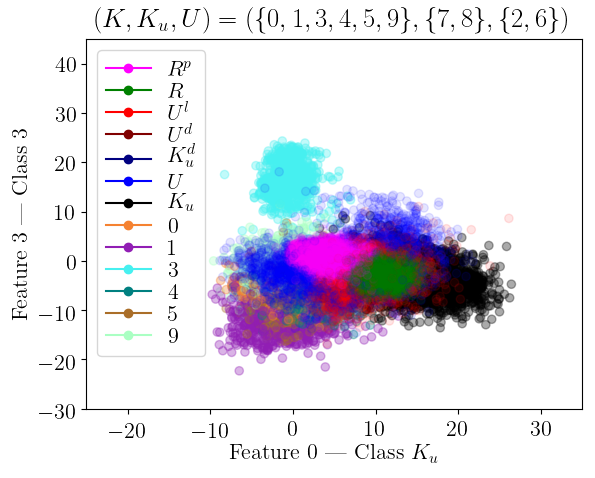 (K, K_u, U) = ({0, 1, 3, 4, 5, 9}, {7, 8}, {2, 6})
R^p
R
U^l
U^d
K_u^d
U
K_u
0
1
3
4
5
9
Feature 3 — Class 3
40
30
20
10
0
−10
−20
−30
−20
−10
0
10
20
30
Feature 0 — Class K_u